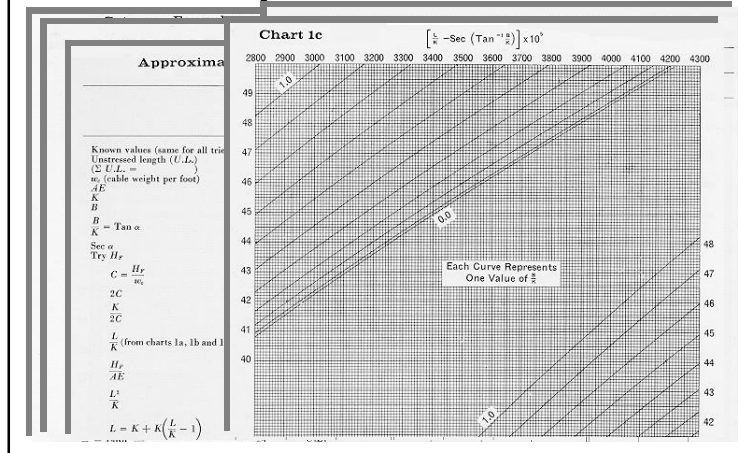 Chart 1c
[L/K -Sec (Tan⁻¹ B/K)] x10⁵
2800 2900 3000 3100 3200 3300 3400 3500 3600 3700 3800 3900 4000 4100 4200 4300
1.0
49
48
47
46
45
44
43
42
41
40
0.0
Each Curve Represents
One Value of B/K
48
47
46
45
44
43
42
1.0
Approxima
Known values (same for all trie
Unstressed length (U.L.)
(Σ U.L. = )
w꜀ (cable weight per foot)
AE
K
B
B/K = Tan α
Sec α
Try H_F
C = H_F/w꜀
2C
K/2C
L/K (from charts 1a, 1b and 1
H_F/AE
L²/K
L = K + K(L/K − 1)